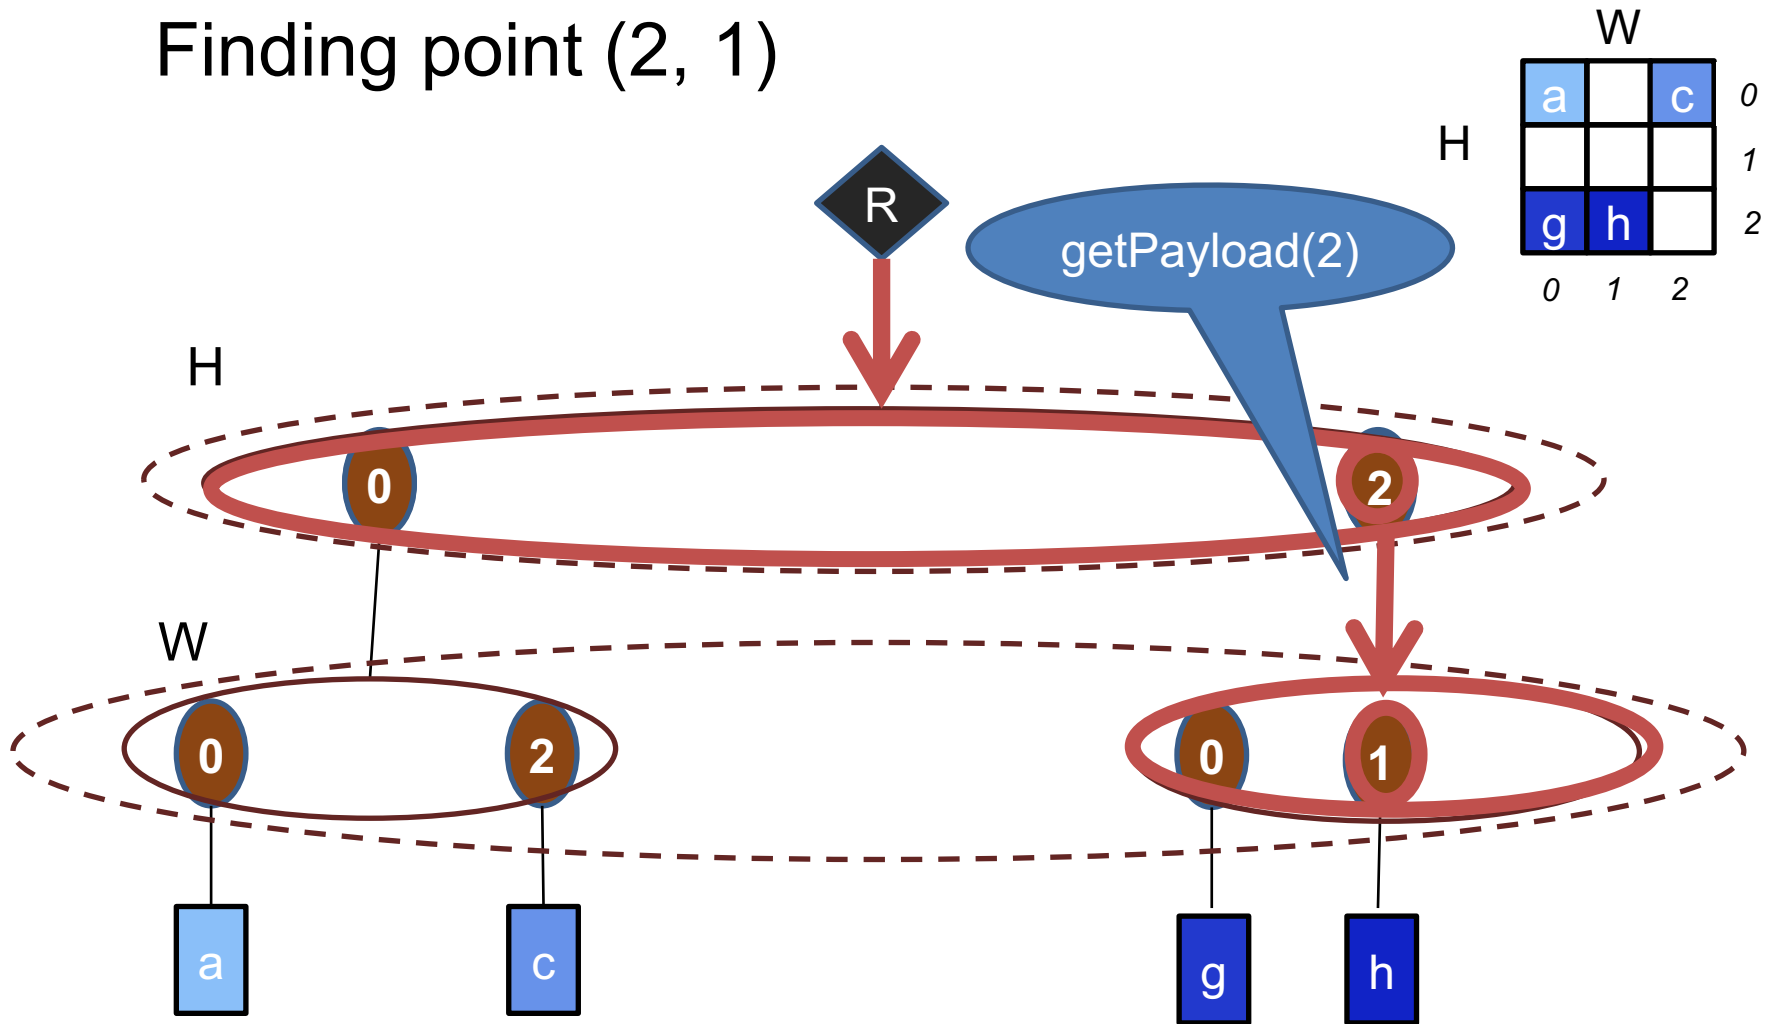 Finding point (2, 1)
W
a c 0
H 1
g h 2
0 1 2
R
getPayload(2)
H
0 2
W
0 2 0 1
a c g h